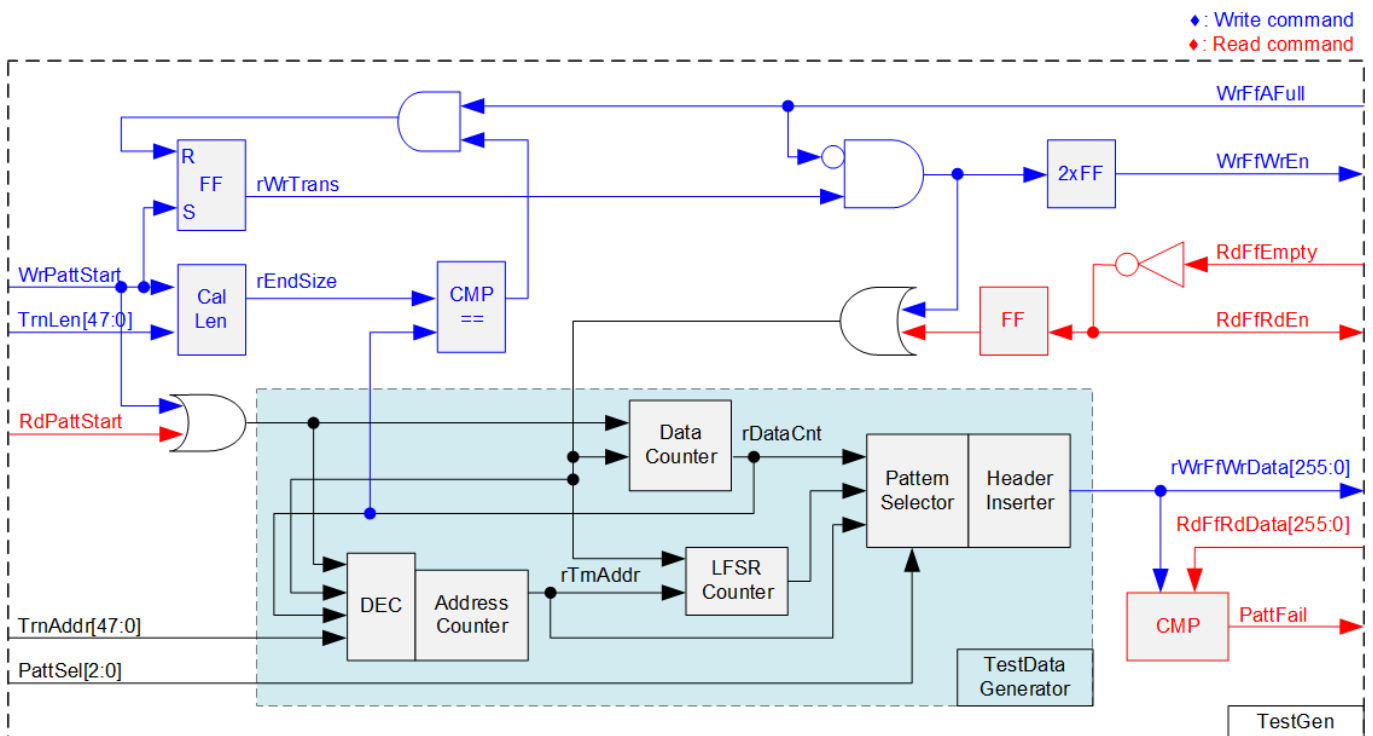 ♦: Write command
♦: Read command
WrFfAFull
R
FF
S
rWrTrans
2xFF
WrFfWrEn
WrPattStart
Cal
Len
rEndSize
CMP
==
RdFfEmpty
TrnLen[47:0]
FF
RdFfRdEn
RdPattStart
Data
Counter
rDataCnt
Pattern
Selector
Header
Inserter
rWrFfWrData[255:0]
RdFfRdData[255:0]
DEC
Address
Counter
rTrnAddr
LFSR
Counter
TrnAddr[47:0]
CMP
PattFail
PattSel[2:0]
TestData
Generator
TestGen